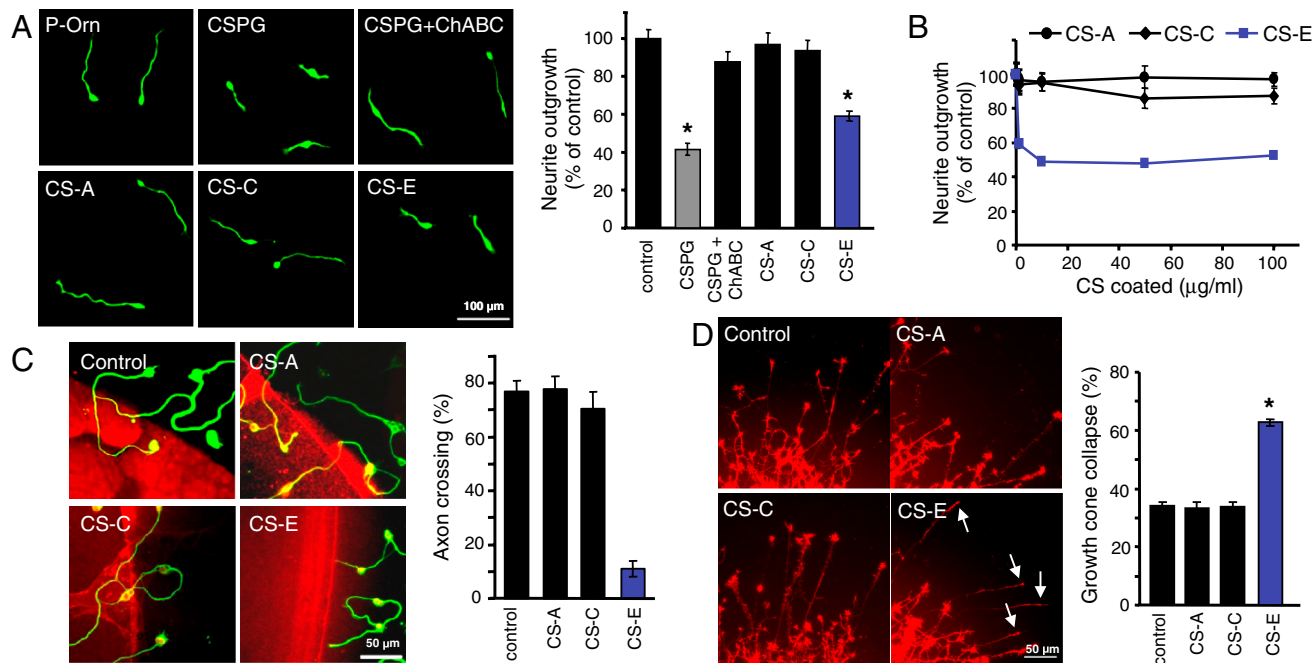 A
P-Orn
CSPG
CSPG+ChABC
CS-A
CS-C
CS-E
100 µm
Neurite outgrowth
(% of control)
100
80
60
40
20
0
*
*
control
CSPG
CSPG +
ChABC
CS-A
CS-C
CS-E
B
CS-A
CS-C
CS-E
Neurite outgrowth
(% of control)
100
80
60
40
20
0
0
20
40
60
80
100
CS coated (µg/ml)
C
Control
CS-A
CS-C
CS-E
50 µm
Axon crossing (%)
80
60
40
20
0
control
CS-A
CS-C
CS-E
D
Control
CS-A
CS-C
CS-E
50 µm
Growth cone collapse (%)
100
80
60
40
20
0
*
control
CS-A
CS-C
CS-E